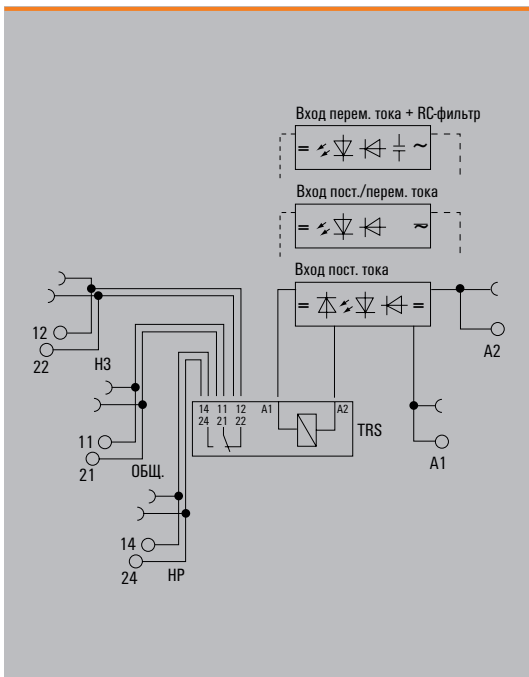 Вход перем. тока + RC-фильтр
Вход пост./перем. тока
Вход пост. тока
A2
12
22
НЗ
14 11 12 A1 A2
24 21 22
TRS
A1
11
21
ОБЩ.
14
24
НР